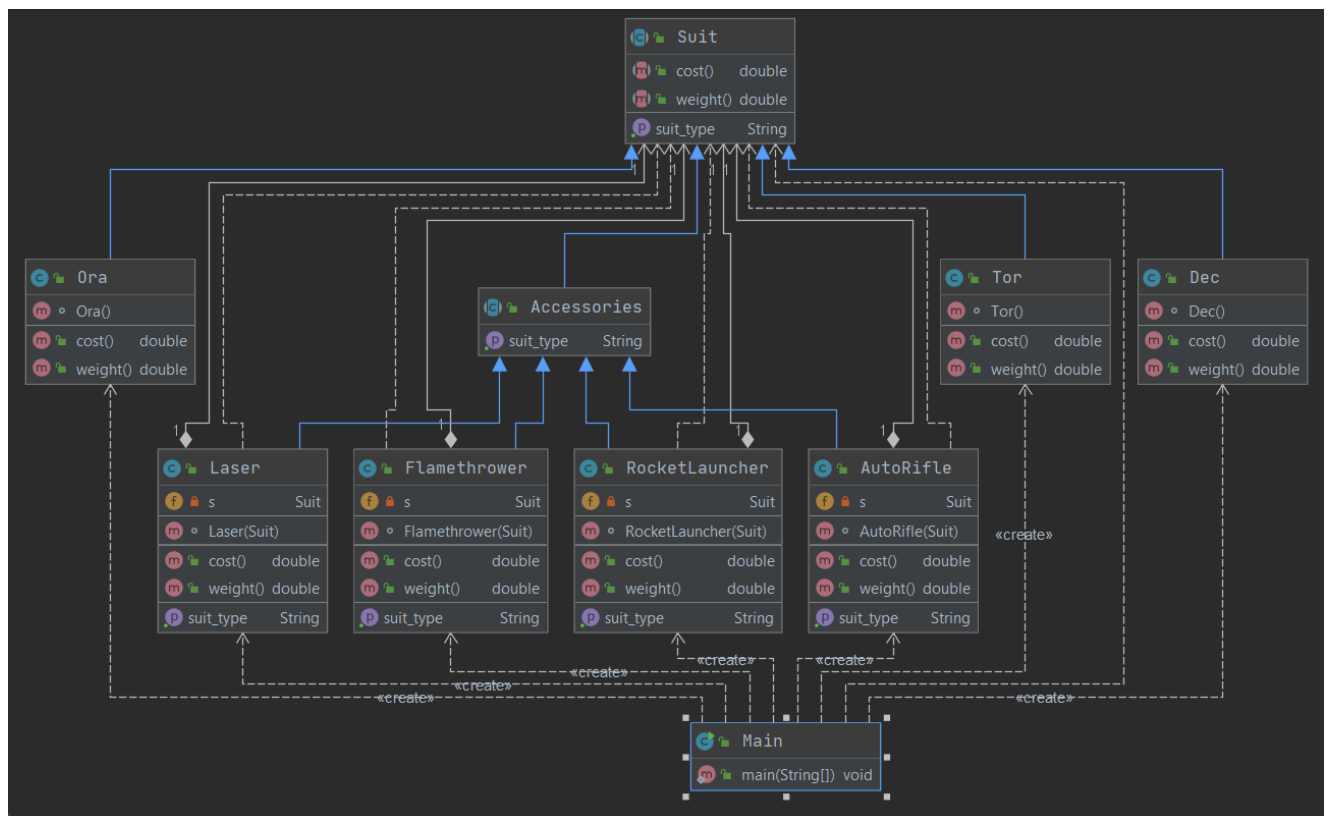 Suit
cost() double
weight() double
suit_type String
1 1 1 1
Ora
Ora()
cost() double
weight() double
Accessories
suit_type String
Tor
Tor()
cost() double
weight() double
Dec
Dec()
cost() double
weight() double
1 1 1 1
Laser
s Suit
Laser(Suit)
cost() double
weight() double
suit_type String
Flamethrower
s Suit
Flamethrower(Suit)
cost() double
weight() double
suit_type String
RocketLauncher
s Suit
RocketLauncher(Suit)
cost() double
weight() double
suit_type String
AutoRifle
s Suit
AutoRifle(Suit)
cost() double
weight() double
suit_type String
«create»
«create»
«create»
«create»
«create»
«create»
«create»
Main
main(String[]) void